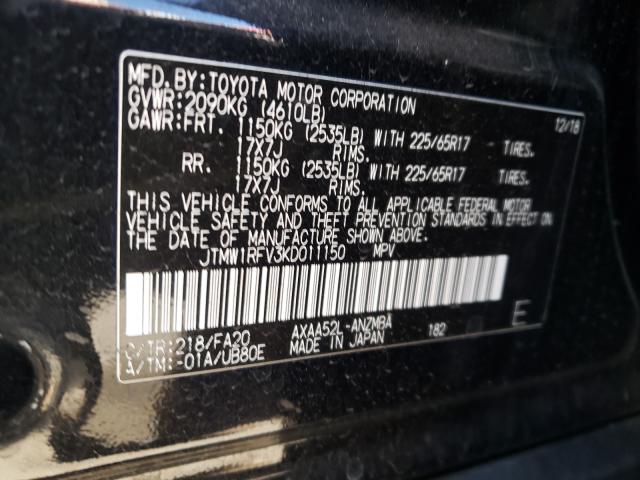 MFD. BY: TOYOTA MOTOR CORPORATION 12/18
GVWR: 2090KG (4610LB)
GAWR: FRT. 1150KG (2535LB) WITH 225/65R17 TIRES.
17X7J RIMS.
RR. 1150KG (2535LB) WITH 225/65R17 TIRES.
17X7J RIMS.
THIS VEHICLE CONFORMS TO ALL APPLICABLE FEDERAL MOTOR
VEHICLE SAFETY AND THEFT PREVENTION STANDARDS IN EFFECT ON
THE DATE OF MANUFACTURE SHOWN ABOVE.
JTMW1RFV3KD011150 MPV
C/TR:218/FA20 AXAA52L-ANZMBA 182 E
A/TM:-01A/UB80E MADE IN JAPAN